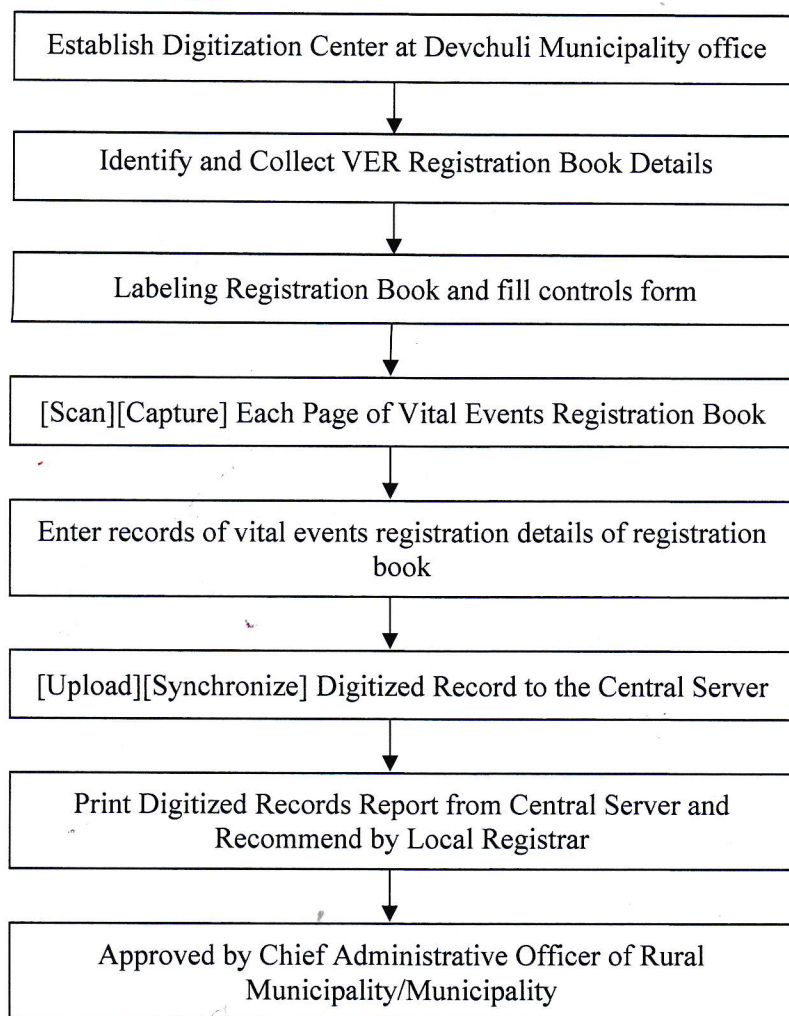 Establish Digitization Center at Devchuli Municipality office
Identify and Collect VER Registration Book Details
Labeling Registration Book and fill controls form
[Scan][Capture] Each Page of Vital Events Registration Book
Enter records of vital events registration details of registration
book
[Upload][Synchronize] Digitized Record to the Central Server
Print Digitized Records Report from Central Server and
Recommend by Local Registrar
Approved by Chief Administrative Officer of Rural
Municipality/Municipality